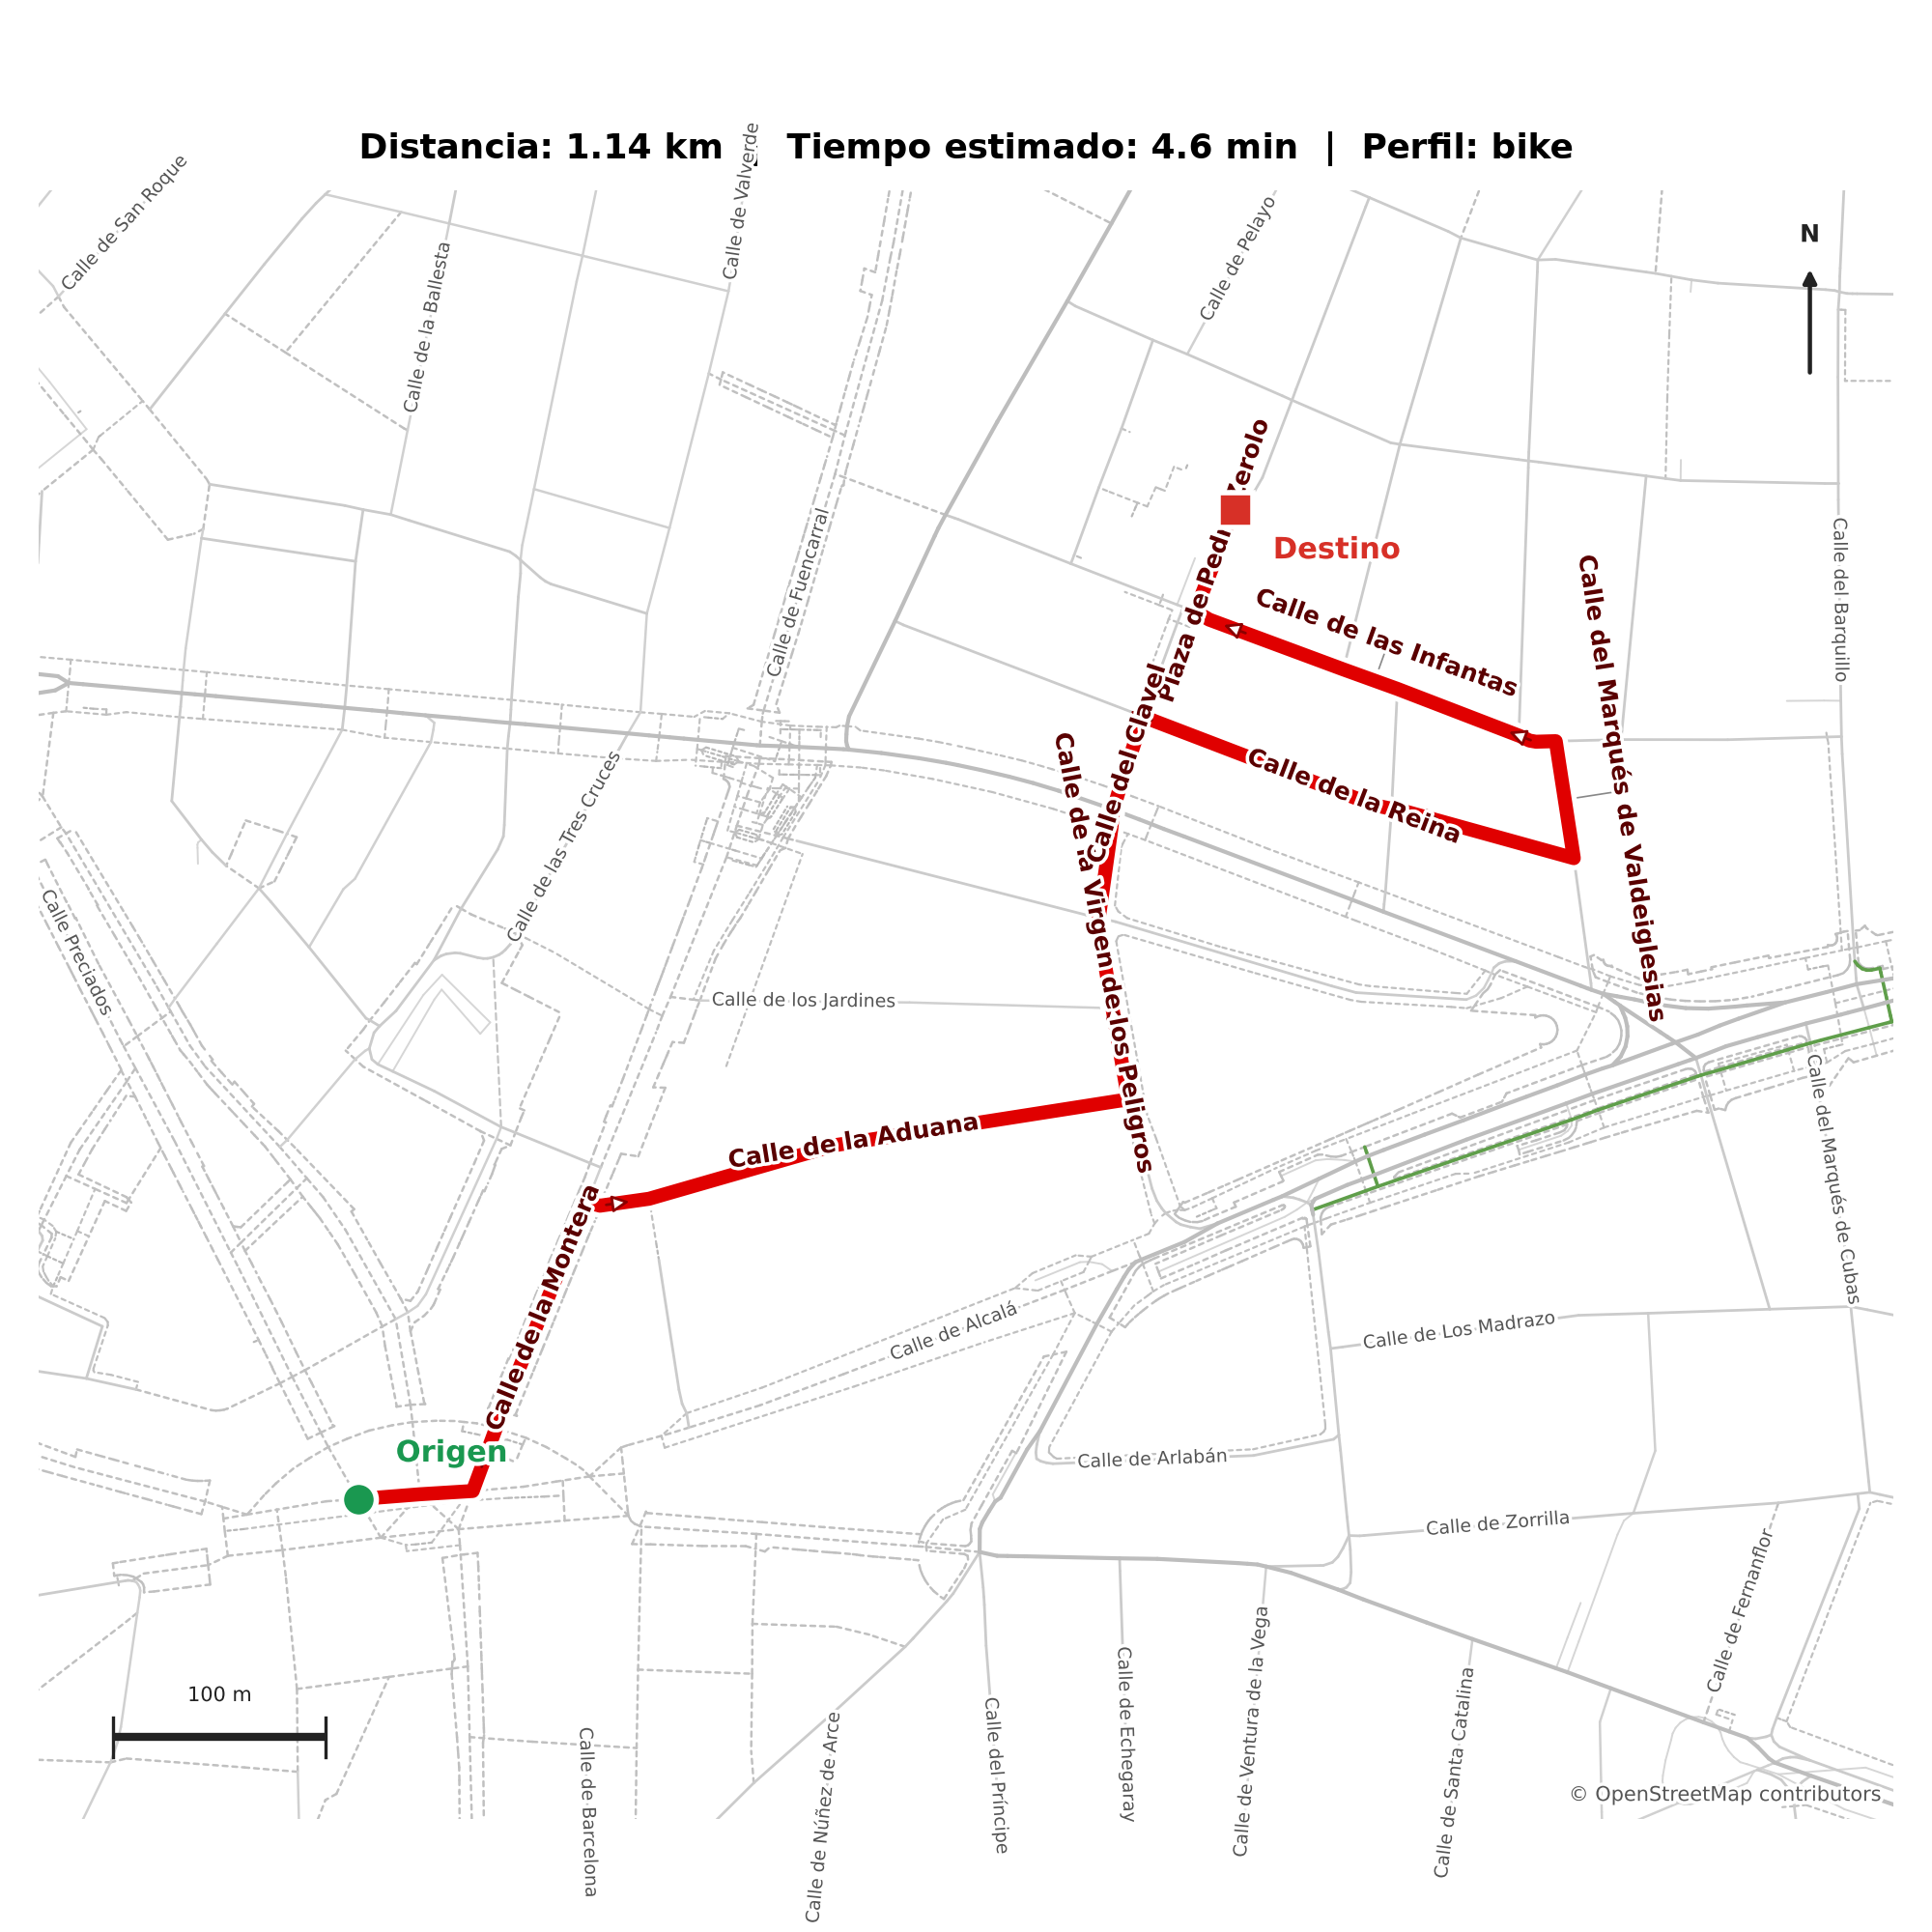 Distancia: 1.14 km | Tiempo estimado: 4.6 min | Perfil: bike
Calle de San Roque
Calle de la Ballesta
Calle de Valverde
Calle de Pelayo
N
Calle de Fuencarral
Plaza de Pedro Zerolo
Destino
Calle de las Infantas
Calle del Marqués de Valdeiglesias
Calle del Barquillo
Calle del Clavel
Calle de la Reina
Calle de las Tres Cruces
Calle de la Virgen de los Peligros
Calle Preciados
Calle de los Jardines
Calle de la Aduana
Calle del Marqués de Cubas
Calle de la Montera
Calle de Alcalá
Calle de Los Madrazo
Origen
Calle de Arlabán
Calle de Zorrilla
Calle de Fernanflor
100 m
Calle de Barcelona
Calle de Núñez de Arce
Calle del Príncipe
Calle de Echegaray
Calle de Ventura de la Vega
Calle de Santa Catalina
© OpenStreetMap contributors